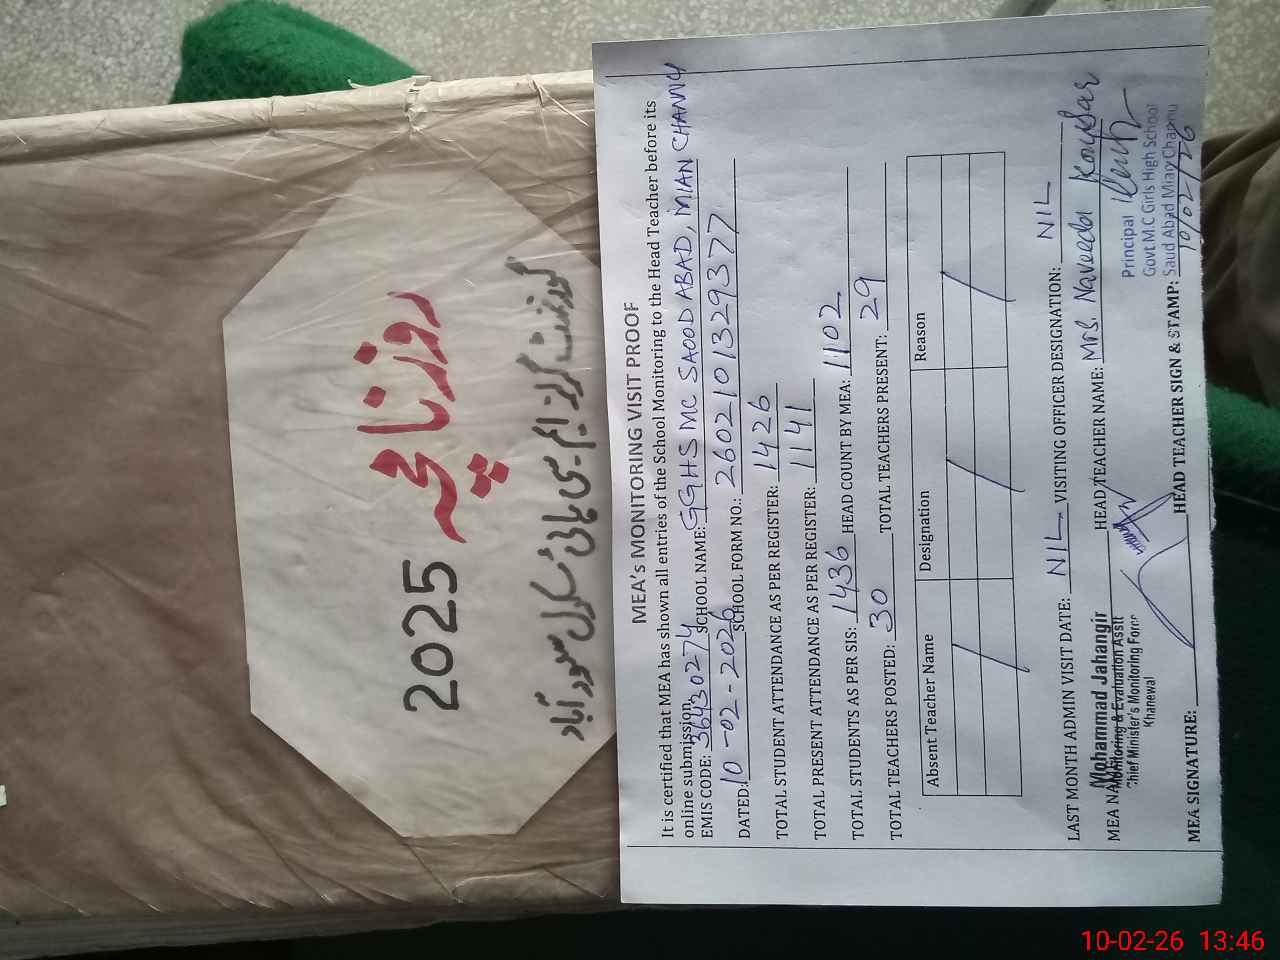 2025 روزنامچہ
گورنمنٹ گرلز ایم۔سی ہائی سکول سعود آباد
MEA's MONITORING VISIT PROOF
It is certified that MEA has shown all entries of the School Monitoring to the Head Teacher before its
online submission.
EMIS CODE: 36430274 SCHOOL NAME: GGHS MC SAOOD ABAD, MIAN CHANNU
DATED: 10-02-2026 SCHOOL FORM NO.: 2602101329377
TOTAL STUDENT ATTENDANCE AS PER REGISTER: 1426
TOTAL PRESENT ATTENDANCE AS PER REGISTER: 1141
TOTAL STUDENTS AS PER SIS: 1436 HEAD COUNT BY MEA: 1102
TOTAL TEACHERS POSTED: 30 TOTAL TEACHERS PRESENT: 29
Absent Teacher Name Designation Reason
LAST MONTH ADMIN VISIT DATE: NIL VISITING OFFICER DESIGNATION: NIL
MEA NAME: HEAD TEACHER NAME: Mrs. Naveeda Kousar
Mohammad Jahangir
Monitoring & Evaluation Asstt
Chief Minister's Monitoring Force
Khanewal
Principal
Govt M.C Girls High School
Saud Abad Mian Channu
10/02/26
MEA SIGNATURE: HEAD TEACHER SIGN & STAMP:
10-02-26 13:46